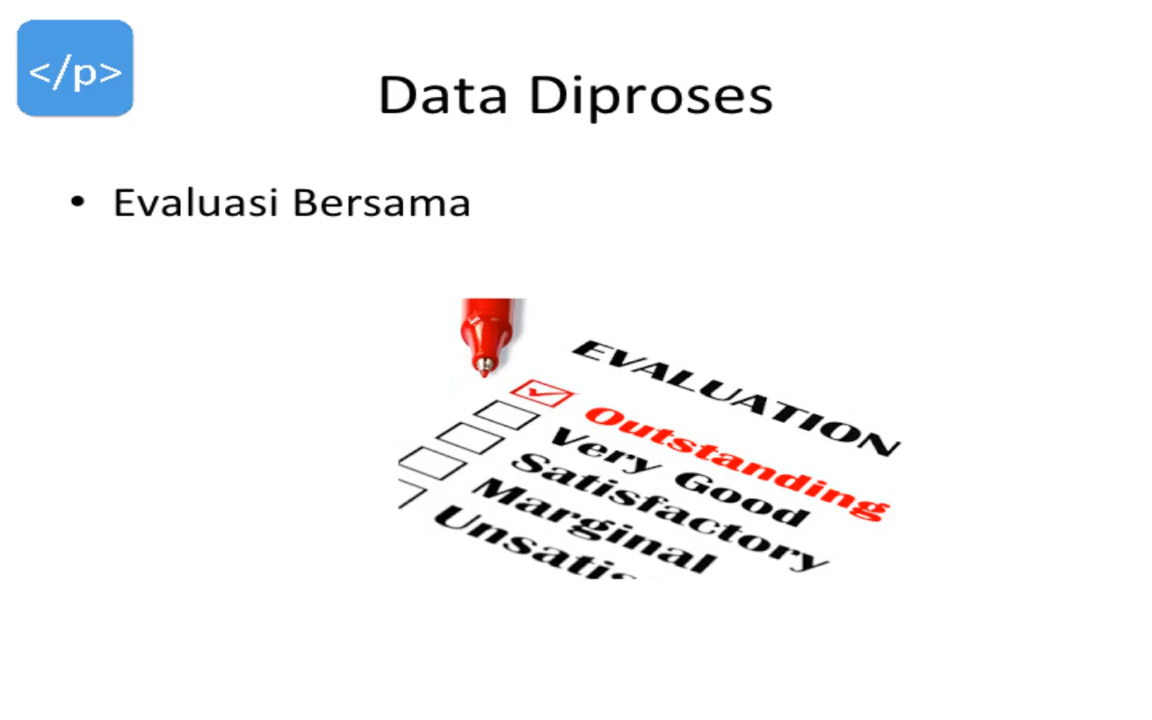 </p>
Data Diproses
• Evaluasi Bersama
EVALUATION
Outstanding
Very Good
Satisfactory
Marginal